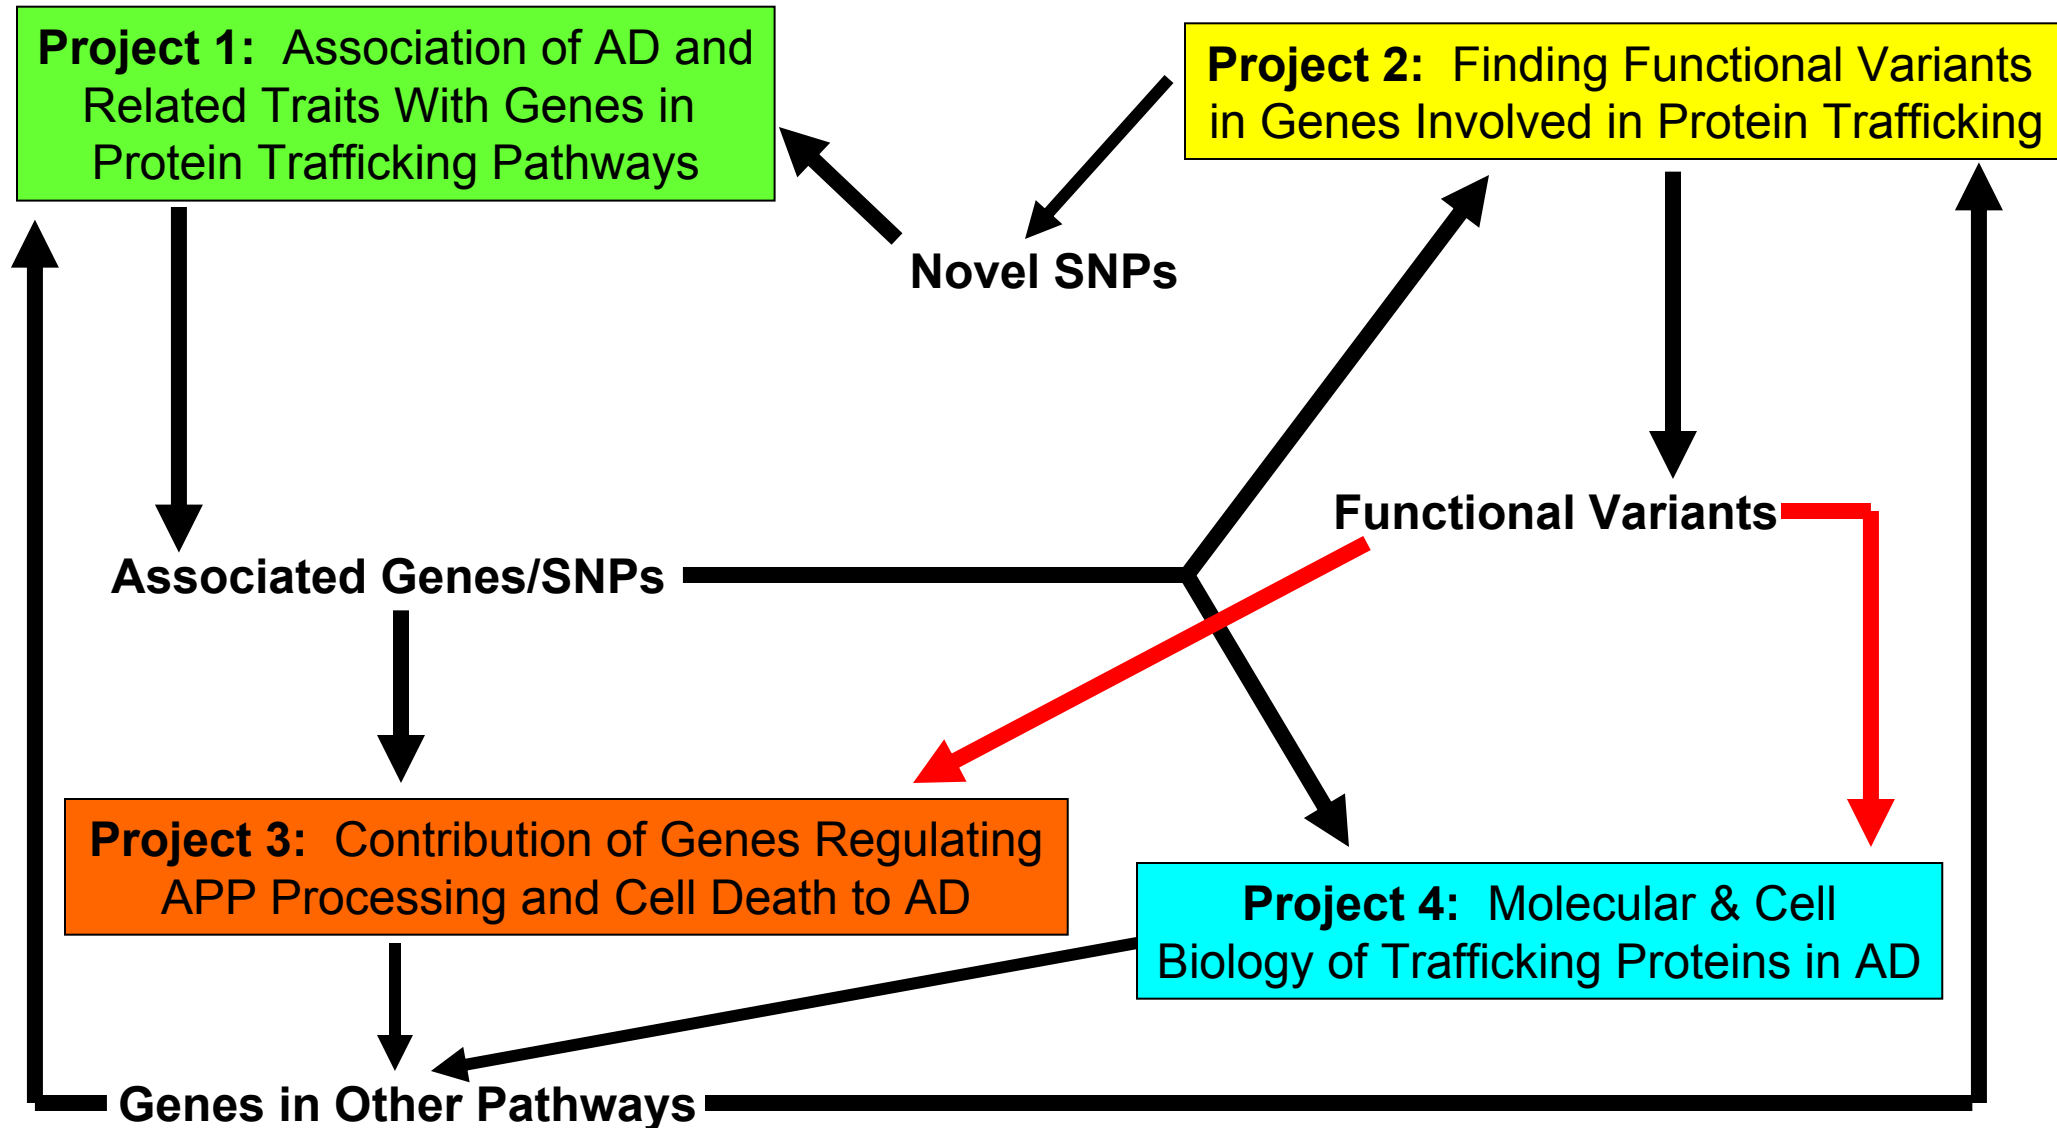 Project 1: Association of AD and
Related Traits With Genes in
Protein Trafficking Pathways
Project 2: Finding Functional Variants
in Genes Involved in Protein Trafficking
Novel SNPs
Functional Variants
Associated Genes/SNPs
Project 3: Contribution of Genes Regulating
APP Processing and Cell Death to AD
Project 4: Molecular & Cell
Biology of Trafficking Proteins in AD
Genes in Other Pathways